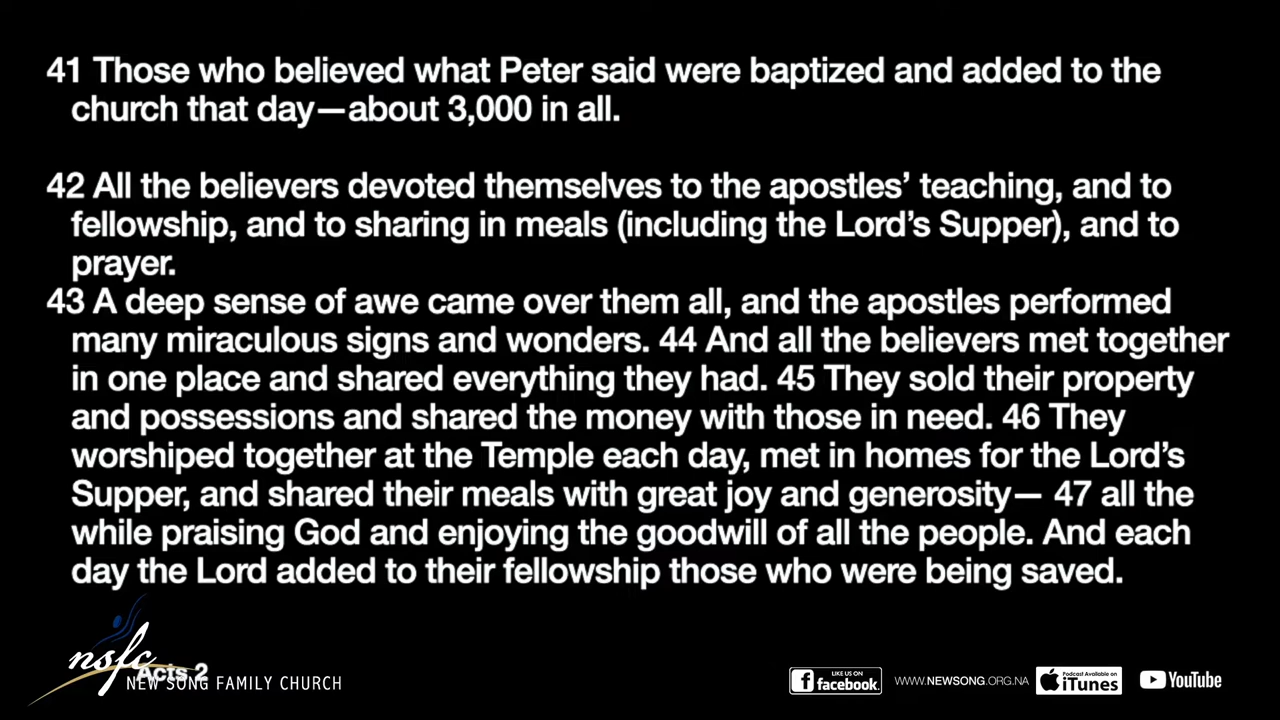 41 Those who believed what Peter said were baptized and added to the
church that day—about 3,000 in all.
42 All the believers devoted themselves to the apostles’ teaching, and to
fellowship, and to sharing in meals (including the Lord’s Supper), and to
prayer.
43 A deep sense of awe came over them all, and the apostles performed
many miraculous signs and wonders. 44 And all the believers met together
in one place and shared everything they had. 45 They sold their property
and possessions and shared the money with those in need. 46 They
worshiped together at the Temple each day, met in homes for the Lord’s
Supper, and shared their meals with great joy and generosity— 47 all the
while praising God and enjoying the goodwill of all the people. And each
day the Lord added to their fellowship those who were being saved.
nsfc
Acts 2
NEW SONG FAMILY CHURCH
LIKE US ON
facebook.
WWW.NEWSONG.ORG.NA
Podcast Available on
iTunes
YouTube